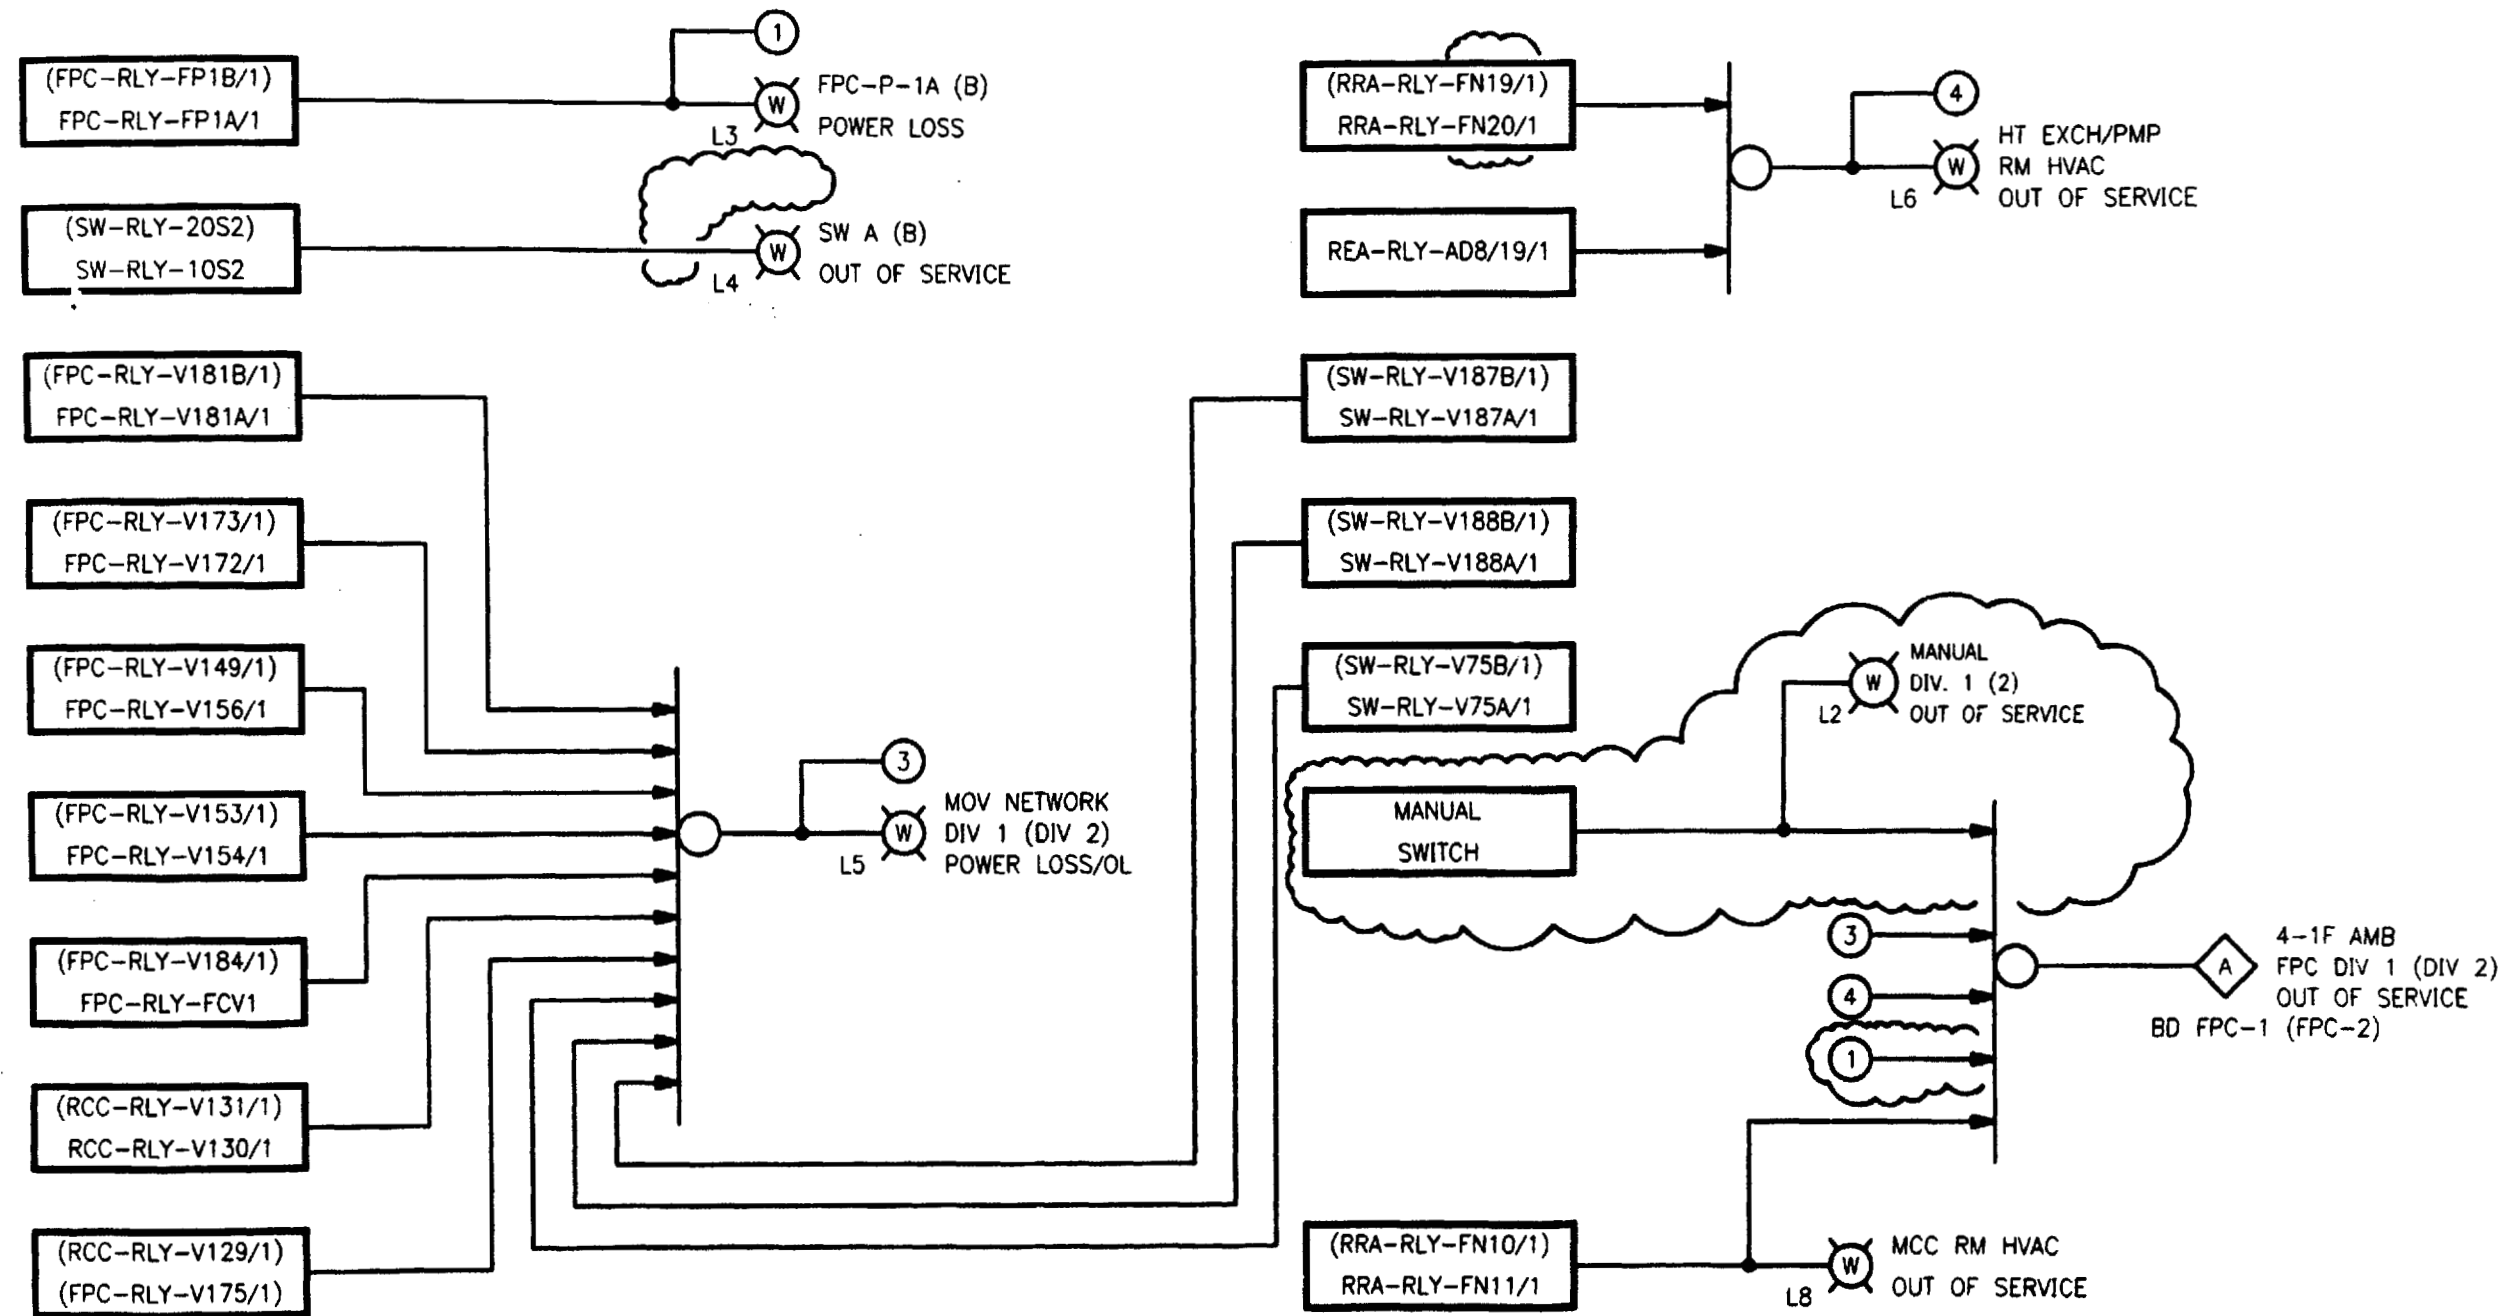 1
(FPC-RLY-FP1B/1)
FPC-RLY-FP1A/1
W
FPC-P-1A (B)
POWER LOSS
L3
(SW-RLY-20S2)
SW-RLY-10S2
W
SW A (B)
OUT OF SERVICE
L4
(FPC-RLY-V181B/1)
FPC-RLY-V181A/1
(FPC-RLY-V173/1)
FPC-RLY-V172/1
(FPC-RLY-V149/1)
FPC-RLY-V156/1
(FPC-RLY-V153/1)
FPC-RLY-V154/1
(FPC-RLY-V184/1)
FPC-RLY-FCV1
(RCC-RLY-V131/1)
RCC-RLY-V130/1
(RCC-RLY-V129/1)
(FPC-RLY-V175/1)
3
W
MOV NETWORK
DIV 1 (DIV 2)
POWER LOSS/OL
L5
(RRA-RLY-FN19/1)
RRA-RLY-FN20/1
REA-RLY-AD8/19/1
4
W
HT EXCH/PMP
RM HVAC
OUT OF SERVICE
L6
(SW-RLY-V187B/1)
SW-RLY-V187A/1
(SW-RLY-V188B/1)
SW-RLY-V188A/1
(SW-RLY-V75B/1)
SW-RLY-V75A/1
W
MANUAL
DIV. 1 (2)
OUT OF SERVICE
L2
MANUAL
SWITCH
3
4
1
A
4-1F AMB
FPC DIV 1 (DIV 2)
OUT OF SERVICE
BD FPC-1 (FPC-2)
(RRA-RLY-FN10/1)
RRA-RLY-FN11/1
W
MCC RM HVAC
OUT OF SERVICE
L8